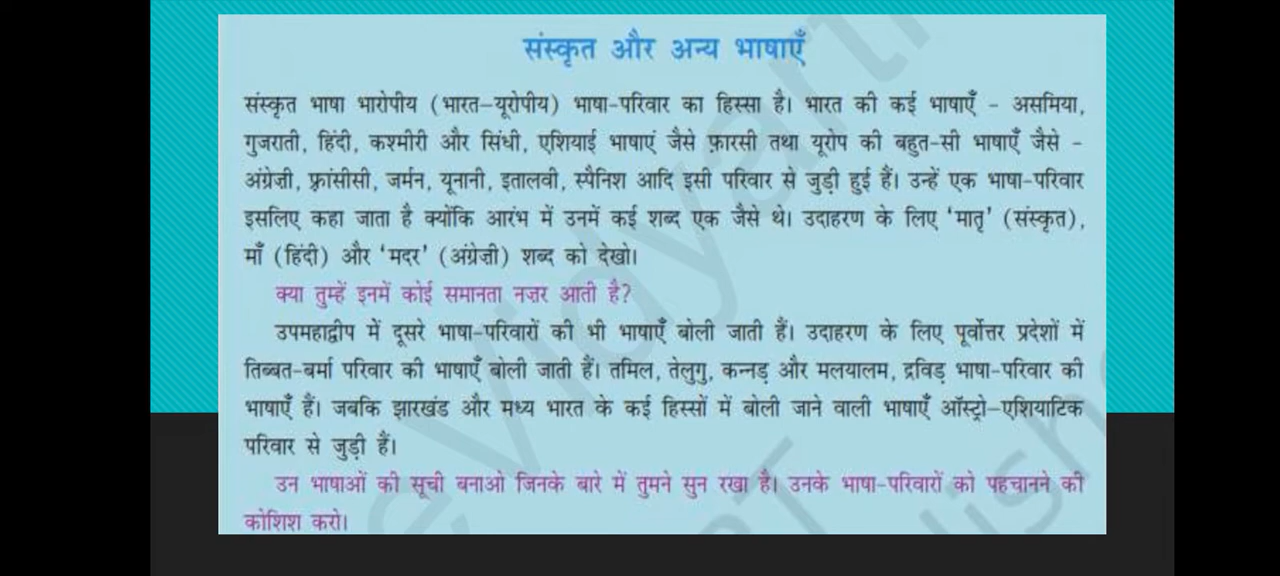 संस्कृत और अन्य भाषाएँ
संस्कृत भाषा भारोपीय (भारत–यूरोपीय) भाषा-परिवार का हिस्सा है। भारत की कई भाषाएँ - असमिया,
गुजराती, हिंदी, कश्मीरी और सिंधी, एशियाई भाषाएं जैसे फ़ारसी तथा यूरोप की बहुत-सी भाषाएँ जैसे -
अंग्रेज़ी, फ़्रांसीसी, जर्मन, यूनानी, इतालवी, स्पैनिश आदि इसी परिवार से जुड़ी हुई हैं। उन्हें एक भाषा-परिवार
इसलिए कहा जाता है क्योंकि आरंभ में उनमें कई शब्द एक जैसे थे। उदाहरण के लिए ‘मातृ’ (संस्कृत),
माँ (हिंदी) और ‘मदर’ (अंग्रेज़ी) शब्द को देखो।
क्या तुम्हें इनमें कोई समानता नज़र आती है?
उपमहाद्वीप में दूसरे भाषा-परिवारों की भी भाषाएँ बोली जाती हैं। उदाहरण के लिए पूर्वोत्तर प्रदेशों में
तिब्बत-बर्मा परिवार की भाषाएँ बोली जाती हैं। तमिल, तेलुगु, कन्नड़ और मलयालम, द्रविड़ भाषा-परिवार की
भाषाएँ हैं। जबकि झारखंड और मध्य भारत के कई हिस्सों में बोली जाने वाली भाषाएँ ऑस्ट्रो–एशियाटिक
परिवार से जुड़ी हैं।
उन भाषाओं की सूची बनाओ जिनके बारे में तुमने सुन रखा है। उनके भाषा-परिवारों को पहचानने की
कोशिश करो।